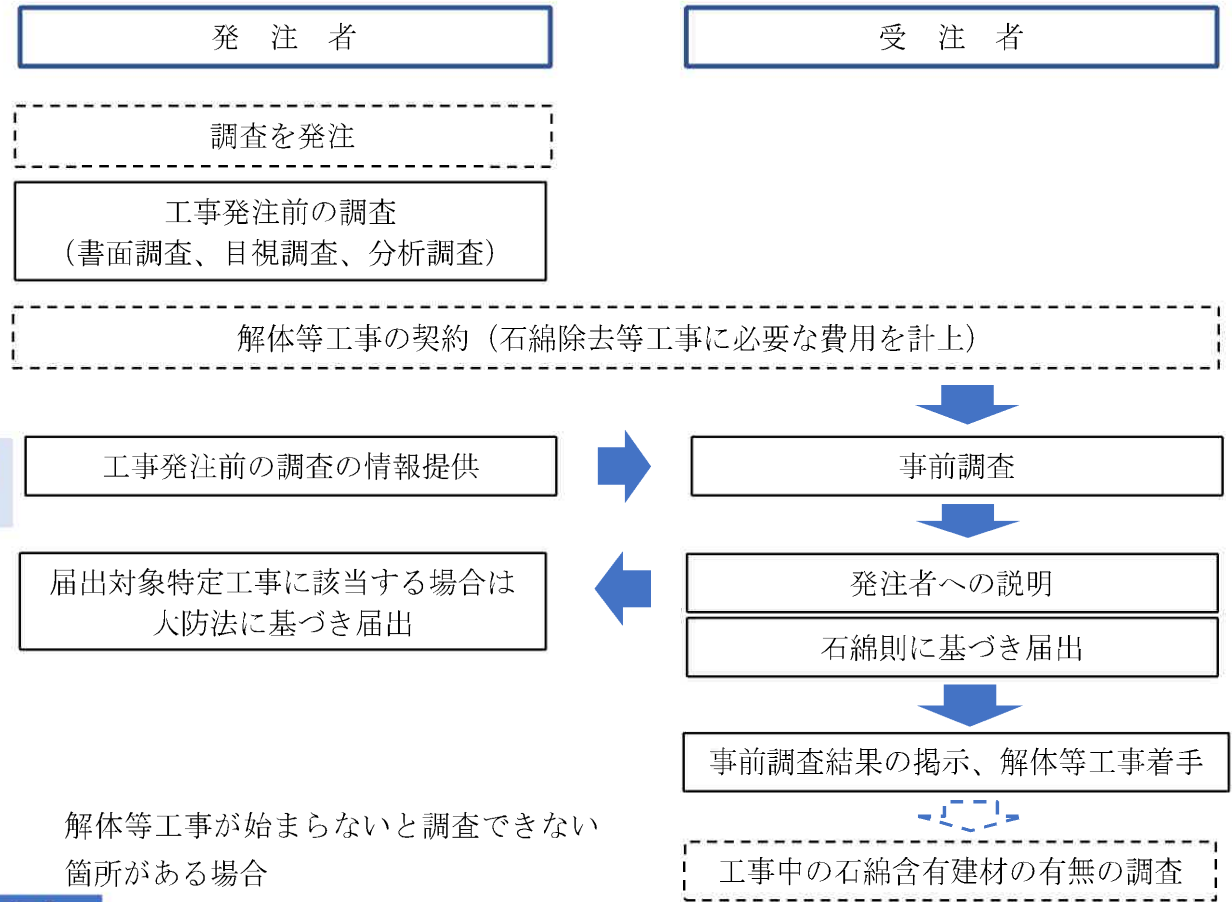 発 注 者
受 注 者
調査を発注
工事発注前の調査
（書面調査、目視調査、分析調査）
解体等工事の契約（石綿除去等工事に必要な費用を計上）
工事発注前の調査の情報提供
事前調査
届出対象特定工事に該当する場合は
大防法に基づき届出
発注者への説明
石綿則に基づき届出
事前調査結果の掲示、解体等工事着手
解体等工事が始まらないと調査できない
箇所がある場合
工事中の石綿含有建材の有無の調査